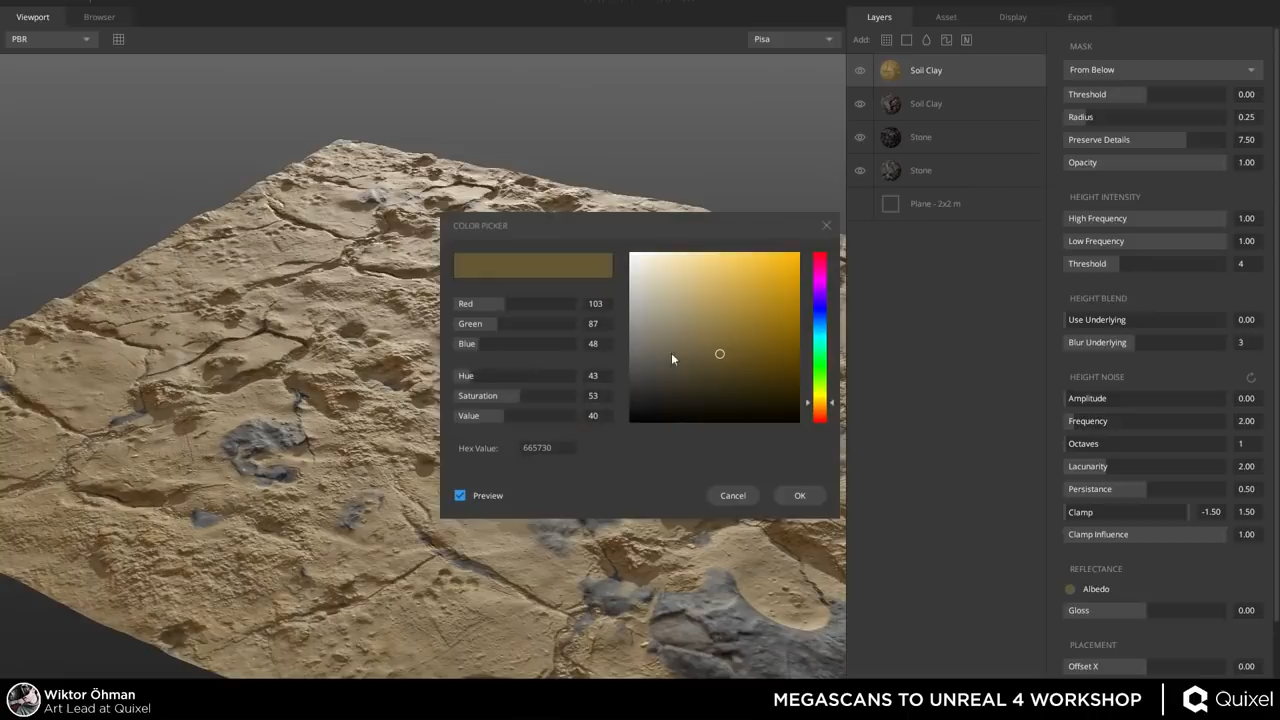 Viewport Browser
PBR
Pisa
Layers Asset Display Export
Add:
Soil Clay
Soil Clay
Stone
Stone
Plane - 2x2 m
MASK
From Below
Threshold 0.00
Radius 0.25
Preserve Details 7.50
Opacity 1.00
HEIGHT INTENSITY
High Frequency 1.00
Low Frequency 1.00
Threshold 4
HEIGHT BLEND
Use Underlying 0.00
Blur Underlying 3
HEIGHT NOISE
Amplitude 0.00
Frequency 2.00
Octaves 1
Lacunarity 2.00
Persistance 0.50
Clamp -1.50 1.50
Clamp Influence 1.00
REFLECTANCE
Albedo
Gloss 0.00
PLACEMENT
Offset X 0.00
COLOR PICKER
Red 103
Green 87
Blue 48
Hue 43
Saturation 53
Value 40
Hex Value: 665730
Preview
Cancel OK
Wiktor Öhman
Art Lead at Quixel
MEGASCANS TO UNREAL 4 WORKSHOP
Quixel